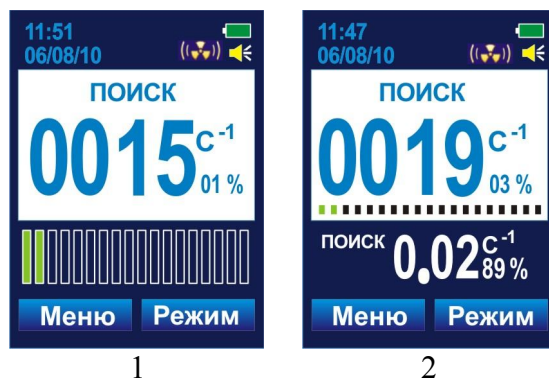 11:51
06/08/10
ПОИСК
0015 с⁻¹
01 %
Меню Режим
1
11:47
06/08/10
ПОИСК
0019 с⁻¹
03 %
ПОИСК 0.02 с⁻¹
89 %
Меню Режим
2